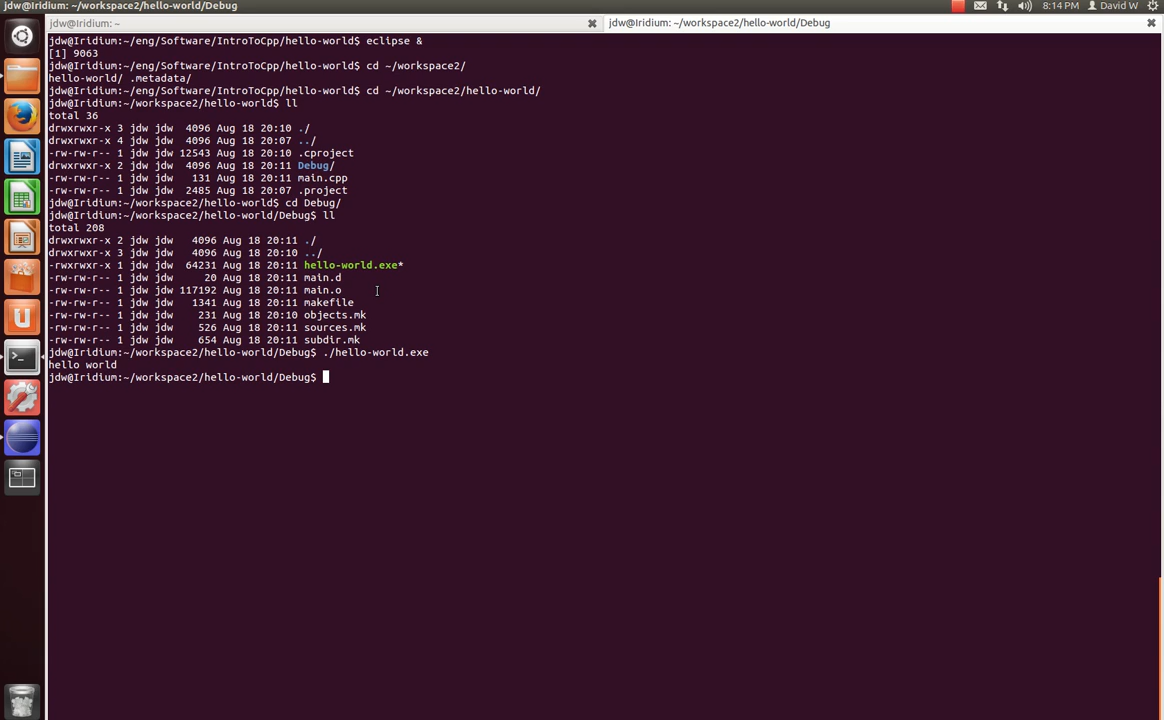 jdw@Iridium: ~/workspace2/hello-world/Debug
8:14 PM David W
jdw@Iridium: ~
jdw@Iridium: ~/workspace2/hello-world/Debug
jdw@Iridium:~/eng/Software/IntroToCpp/hello-world$ eclipse &
[1] 9063
jdw@Iridium:~/eng/Software/IntroToCpp/hello-world$ cd ~/workspace2/
hello-world/ .metadata/
jdw@Iridium:~/eng/Software/IntroToCpp/hello-world$ cd ~/workspace2/hello-world/
jdw@Iridium:~/workspace2/hello-world$ ll
total 36
drwxrwxr-x 3 jdw jdw  4096 Aug 18 20:10 ./
drwxrwxr-x 4 jdw jdw  4096 Aug 18 20:07 ../
-rw-rw-r-- 1 jdw jdw 12543 Aug 18 20:10 .cproject
drwxrwxr-x 2 jdw jdw  4096 Aug 18 20:11 Debug/
-rw-rw-r-- 1 jdw jdw   131 Aug 18 20:11 main.cpp
-rw-rw-r-- 1 jdw jdw  2485 Aug 18 20:07 .project
jdw@Iridium:~/workspace2/hello-world$ cd Debug/
jdw@Iridium:~/workspace2/hello-world/Debug$ ll
total 208
drwxrwxr-x 2 jdw jdw   4096 Aug 18 20:11 ./
drwxrwxr-x 3 jdw jdw   4096 Aug 18 20:10 ../
-rwxrwxr-x 1 jdw jdw  64231 Aug 18 20:11 hello-world.exe*
-rw-rw-r-- 1 jdw jdw     20 Aug 18 20:11 main.d
-rw-rw-r-- 1 jdw jdw 117192 Aug 18 20:11 main.o
-rw-rw-r-- 1 jdw jdw   1341 Aug 18 20:11 makefile
-rw-rw-r-- 1 jdw jdw    231 Aug 18 20:10 objects.mk
-rw-rw-r-- 1 jdw jdw    526 Aug 18 20:11 sources.mk
-rw-rw-r-- 1 jdw jdw    654 Aug 18 20:11 subdir.mk
jdw@Iridium:~/workspace2/hello-world/Debug$ ./hello-world.exe
hello world
jdw@Iridium:~/workspace2/hello-world/Debug$